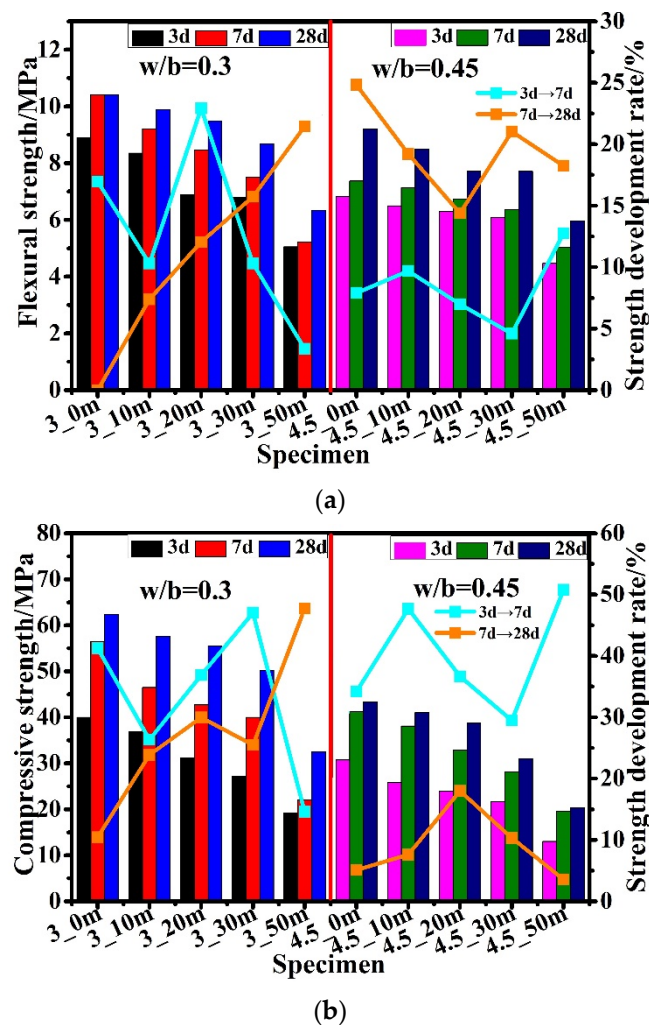 3d 7d 28d 3d 7d 28d
w/b=0.3 w/b=0.45
3d→7d
7d→28d
Flexural strength/MPa
0 2 4 6 8 10 12
Strength development rate/%
0 5 10 15 20 25 30
3_0m 3_10m 3_20m 3_30m 3_50m 4.5_0m 4.5_10m 4.5_20m 4.5_30m 4.5_50m
Specimen
(a)
3d 7d 28d 3d 7d 28d
w/b=0.3 w/b=0.45
3d→7d
7d→28d
Compressive strength/MPa
0 10 20 30 40 50 60 70 80
Strength development rate/%
0 10 20 30 40 50 60
3_0m 3_10m 3_20m 3_30m 3_50m 4.5_0m 4.5_10m 4.5_20m 4.5_30m 4.5_50m
Specimen
(b)